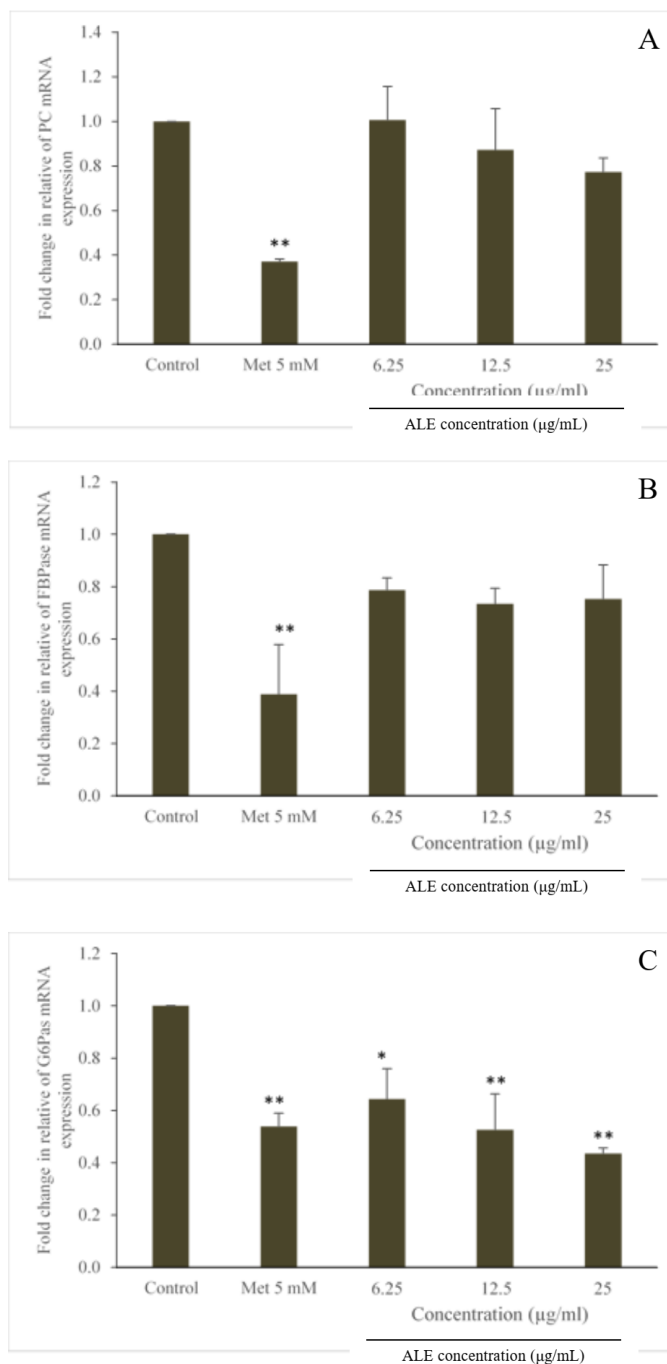 A
Fold change in relative of PC mRNA
expression
1.4
1.2
1.0
0.8
0.6
0.4
0.2
0.0
**
Control Met 5 mM 6.25 12.5 25
Concentration (µg/ml)
ALE concentration (µg/mL)
B
Fold change in relative of FBPase mRNA
expression
1.2
1.0
0.8
0.6
0.4
0.2
0.0
**
Control Met 5 mM 6.25 12.5 25
Concentration (µg/ml)
ALE concentration (µg/mL)
C
Fold change in relative of G6Pas mRNA
expression
1.2
1.0
0.8
0.6
0.4
0.2
0.0
** * ** **
Control Met 5 mM 6.25 12.5 25
Concentration (µg/ml)
ALE concentration (µg/mL)